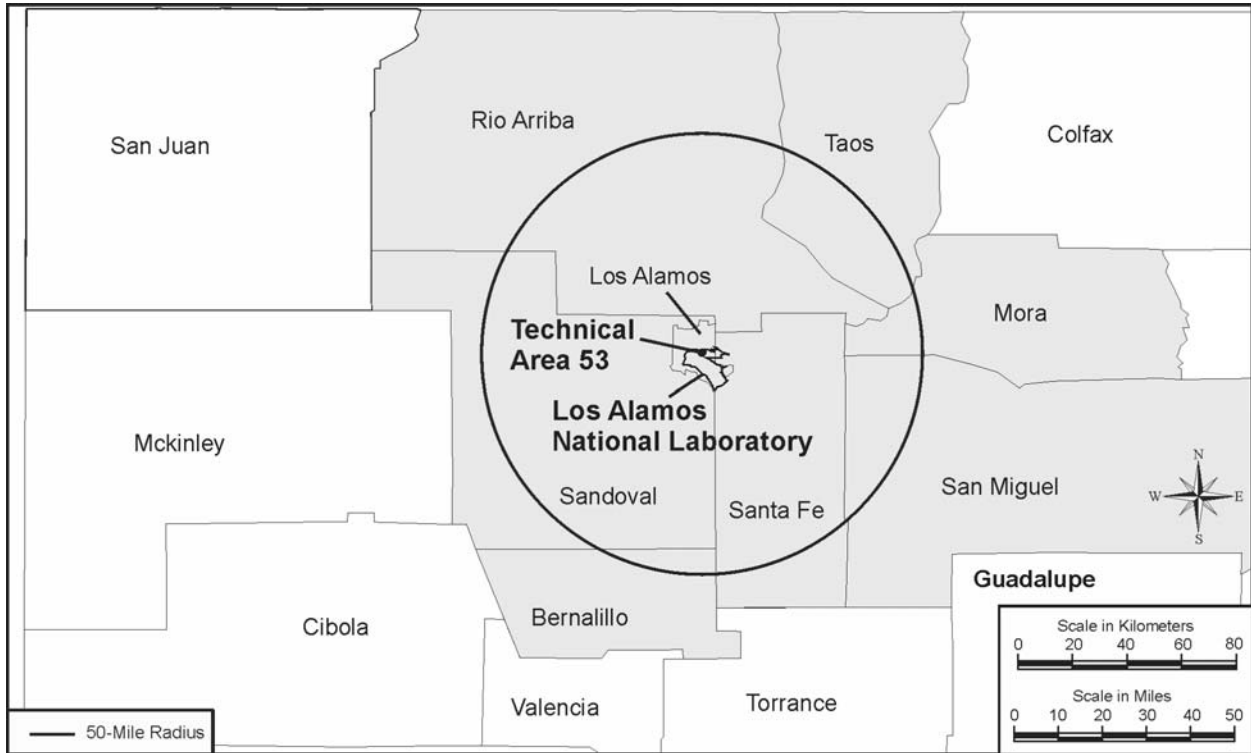 San Juan
Rio Arriba
Taos
Colfax
Los Alamos
Mora
Technical
Area 53
Los Alamos
National Laboratory
Mckinley
Sandoval
Santa Fe
San Miguel
N
W
E
S
Guadalupe
Bernalillo
Cibola
Valencia
Torrance
Scale in Kilometers
0 20 40 60 80
Scale in Miles
0 10 20 30 40 50
50-Mile Radius